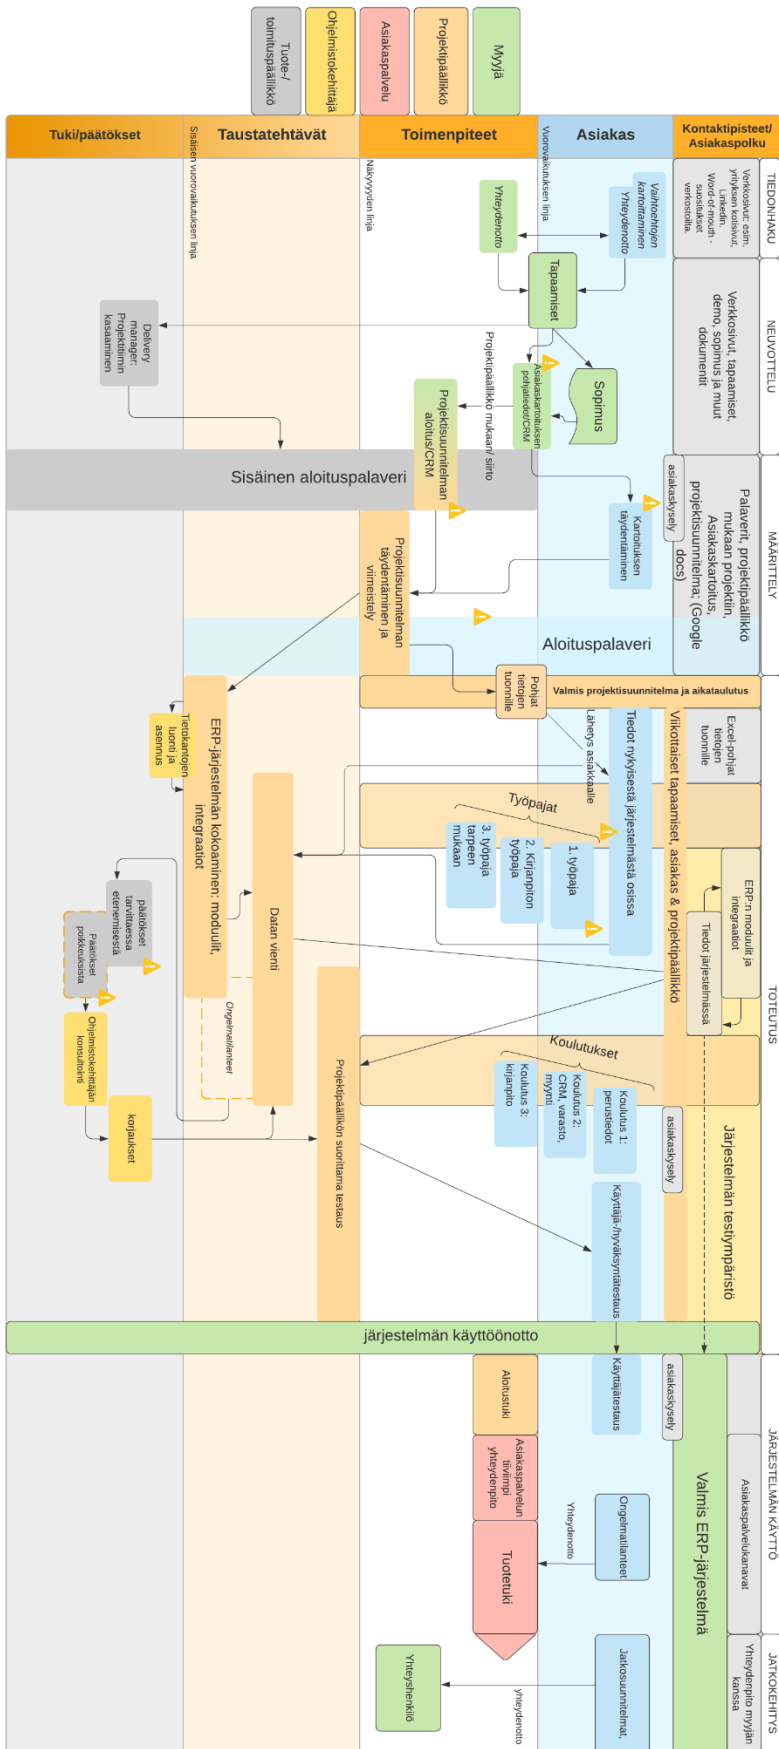 TIEDONHAKU
NEUVOTTELU
MÄÄRITTELY
TOTEUTUS
JÄRJESTELMÄN KÄYTTÖ
JATKOKEHITYS
Kontaktipisteet/
Asiakaspolku
Verkkosivut: esim.
yrityksen kotisivut,
Linkedin.
Word-of-mouth -
suositukset
verkostoilta.
Verkkosivut, tapaamiset,
demo, sopimus ja muut
dokumentit
Palaverit, projektipäällikkö
mukaan projektiin,
Asiakaskartoitus,
projektisuunnitelma; (Google
docs)
asiakaskysely
Valmis projektisuunnitelma ja aikataulutus
Excel-pohjat
tietojen
tuonnille
Viikottaiset tapaamiset, asiakas & projektipäällikkö
ERP:n moduulit ja
integraatiot
Tiedot järjestelmässä
Järjestelmän testiympäristö
asiakaskysely
asiakaskysely
Asiakaspalvelukanavat
Valmis ERP-järjestelmä
Yhteydenpito myyjän
kanssa
Myyjä
Asiakas
Vaihtoehtojen
kartoittaminen
Yhteydenotto
Sopimus
Kartoituksen
täydentäminen
Aloituspalaveri
Tiedot nykyisestä järjestelmästä osissa
Lähetys asiakkaalle
1. työpaja
Koulutus 1:
perustiedot
Koulutus 2:
CRM, varasto,
myynti
Käyttäjä-/hyväksyntätestaus
Käyttäjätestaus
Ongelmatilanteet
Jatkosuunnitelmat,
Vuorovaikutuksen linja
Projektipäällikkö
Toimenpiteet
Yhteydenotto
Tapaamiset
Asiakaskartoituksen
pohjatiedot/CRM
Projektipäällikkö mukaan/ siirto
Projektisuunnitelman
aloitus/CRM
Projektisuunnitelman
täydentäminen ja
viimeistely
Pohjat
tietojen
tuonnille
Työpajat
2. Kirjanpiton
työpaja
3. työpaja
tarpeen
mukaan
Koulutukset
Koulutus 3:
kirjanpito
järjestelmän käyttöönotto
Aloitustuki
Asiakaspalvelun
tiiviimpi
yhteydenpito
Tuotetuki
Yhteydenotto
Yhteyshenkilö
yhteydenotto
Näkyvyyden linja
Asiakaspalvelu
Ohjelmistokehittäjä
Taustatehtävät
Sisäinen aloituspalaveri
ERP-järjestelmän kokoaminen: moduulit,
integraatiot
Datan vienti
Ongelmatilanteet
Projektipäällikön suorittama testaus
Sisäisen vuorovaikutuksen linja
Tuote-/
toimituspäällikkö
Tuki/päätökset
Delivery
manager:
Projektitiimin
kasaaminen
Tietokantojen
luonti ja
asennus
päätökset
tarvittaessa
etenemisestä
Päätökset
poikkeuksista
Ohjelmistokehittäjän
konsultointi
korjaukset